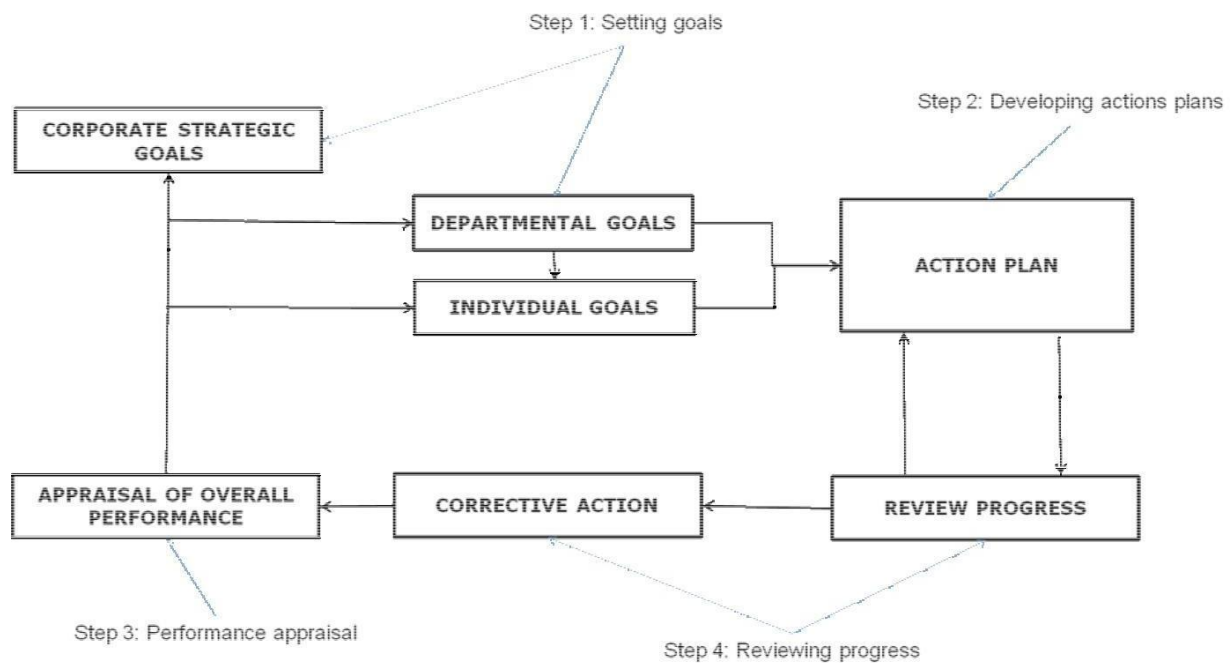 Step 1: Setting goals
Step 2: Developing actions plans
CORPORATE STRATEGIC
GOALS
DEPARTMENTAL GOALS
ACTION PLAN
INDIVIDUAL GOALS
APPRAISAL OF OVERALL
PERFORMANCE
CORRECTIVE ACTION
REVIEW PROGRESS
Step 3: Performance appraisal
Step 4: Reviewing progress